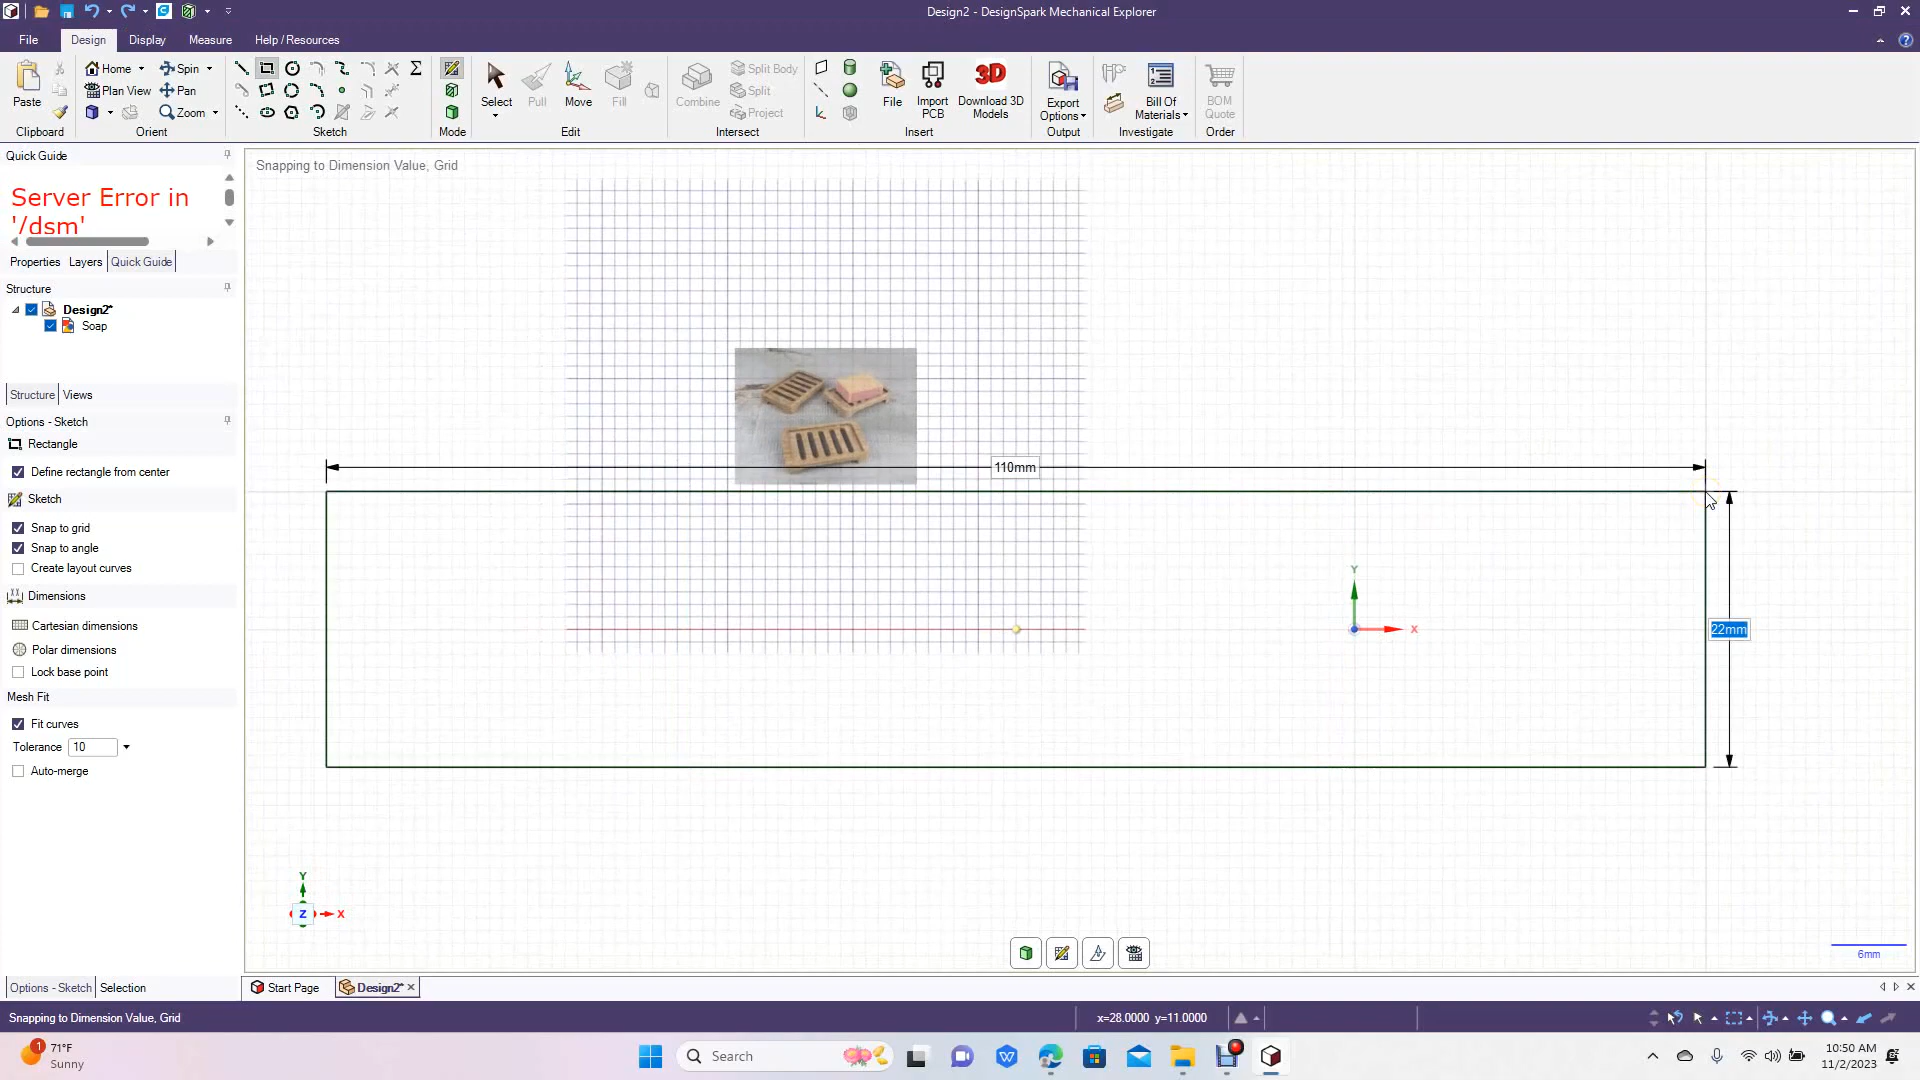 Design2 - DesignSpark Mechanical Explorer
File Design Display Measure Help / Resources
Paste
Home
Plan View
Spin
Pan
Zoom
Select
Pull
Move
Fill
Combine
Split Body
Split
Project
File
Import PCB
Download 3D Models
Export Options
Bill Of Materials
BOM Quote
Clipboard Orient Sketch Mode Edit Intersect Insert Output Investigate Order
Quick Guide
Server Error in
'/dsm'
Properties Layers Quick Guide
Structure
Design2*
Soap
Structure Views
Options - Sketch
Rectangle
Define rectangle from center
Sketch
Snap to grid
Snap to angle
Create layout curves
Dimensions
Cartesian dimensions
Polar dimensions
Lock base point
Mesh Fit
Fit curves
Tolerance 10
Auto-merge
Options - Sketch Selection
Snapping to Dimension Value, Grid
110mm
Y
X
22mm
Y
Z X
6mm
Start Page Design2*
Snapping to Dimension Value, Grid
x=28.0000 y=11.0000
1
71°F
Sunny
Search
10:50 AM
11/2/2023